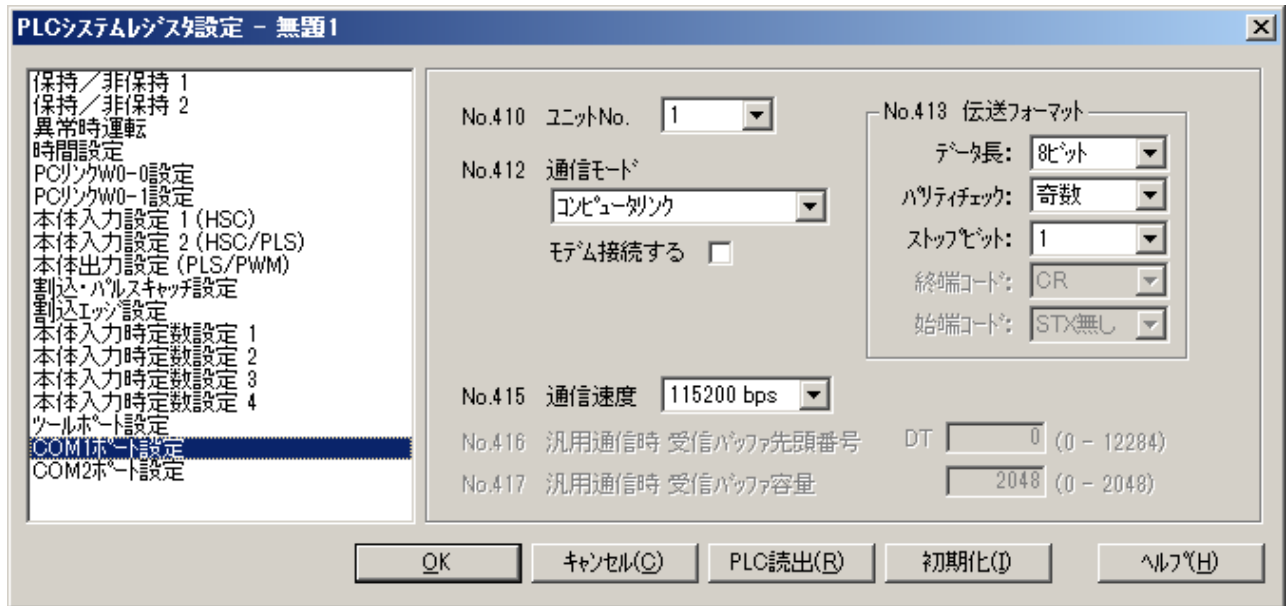 PLCｼｽﾃﾑﾚｼﾞｽﾀ設定 - 無題1
保持／非保持 1
保持／非保持 2
異常時運転
時間設定
PCﾘﾝｸW0-0設定
PCﾘﾝｸW0-1設定
本体入力設定 1 (HSC)
本体入力設定 2 (HSC/PLS)
本体出力設定 (PLS/PWM)
割込・ﾊﾟﾙｽｷｬｯﾁ設定
割込ｴｯｼﾞ設定
本体入力時定数設定 1
本体入力時定数設定 2
本体入力時定数設定 3
本体入力時定数設定 4
ﾂｰﾙﾎﾟｰﾄ設定
COM1ﾎﾟｰﾄ設定
COM2ﾎﾟｰﾄ設定
No.410 ﾕﾆｯﾄNo. 1
No.412 通信ﾓｰﾄﾞ
ｺﾝﾋﾟｭｰﾀﾘﾝｸ
ﾓﾃﾞﾑ接続する
No.413 伝送ﾌｫｰﾏｯﾄ
ﾃﾞｰﾀ長: 8ﾋﾞｯﾄ
ﾊﾟﾘﾃｨﾁｪｯｸ: 奇数
ｽﾄｯﾌﾟﾋﾞｯﾄ: 1
終端ｺｰﾄﾞ: CR
始端ｺｰﾄﾞ: STX無し
No.415 通信速度 115200 bps
No.416 汎用通信時 受信ﾊﾞｯﾌｧ先頭番号 DT 0 (0 - 12284)
No.417 汎用通信時 受信ﾊﾞｯﾌｧ容量 2048 (0 - 2048)
OK ｷｬﾝｾﾙ(C) PLC読出(R) 初期化(I) ﾍﾙﾌﾟ(H)